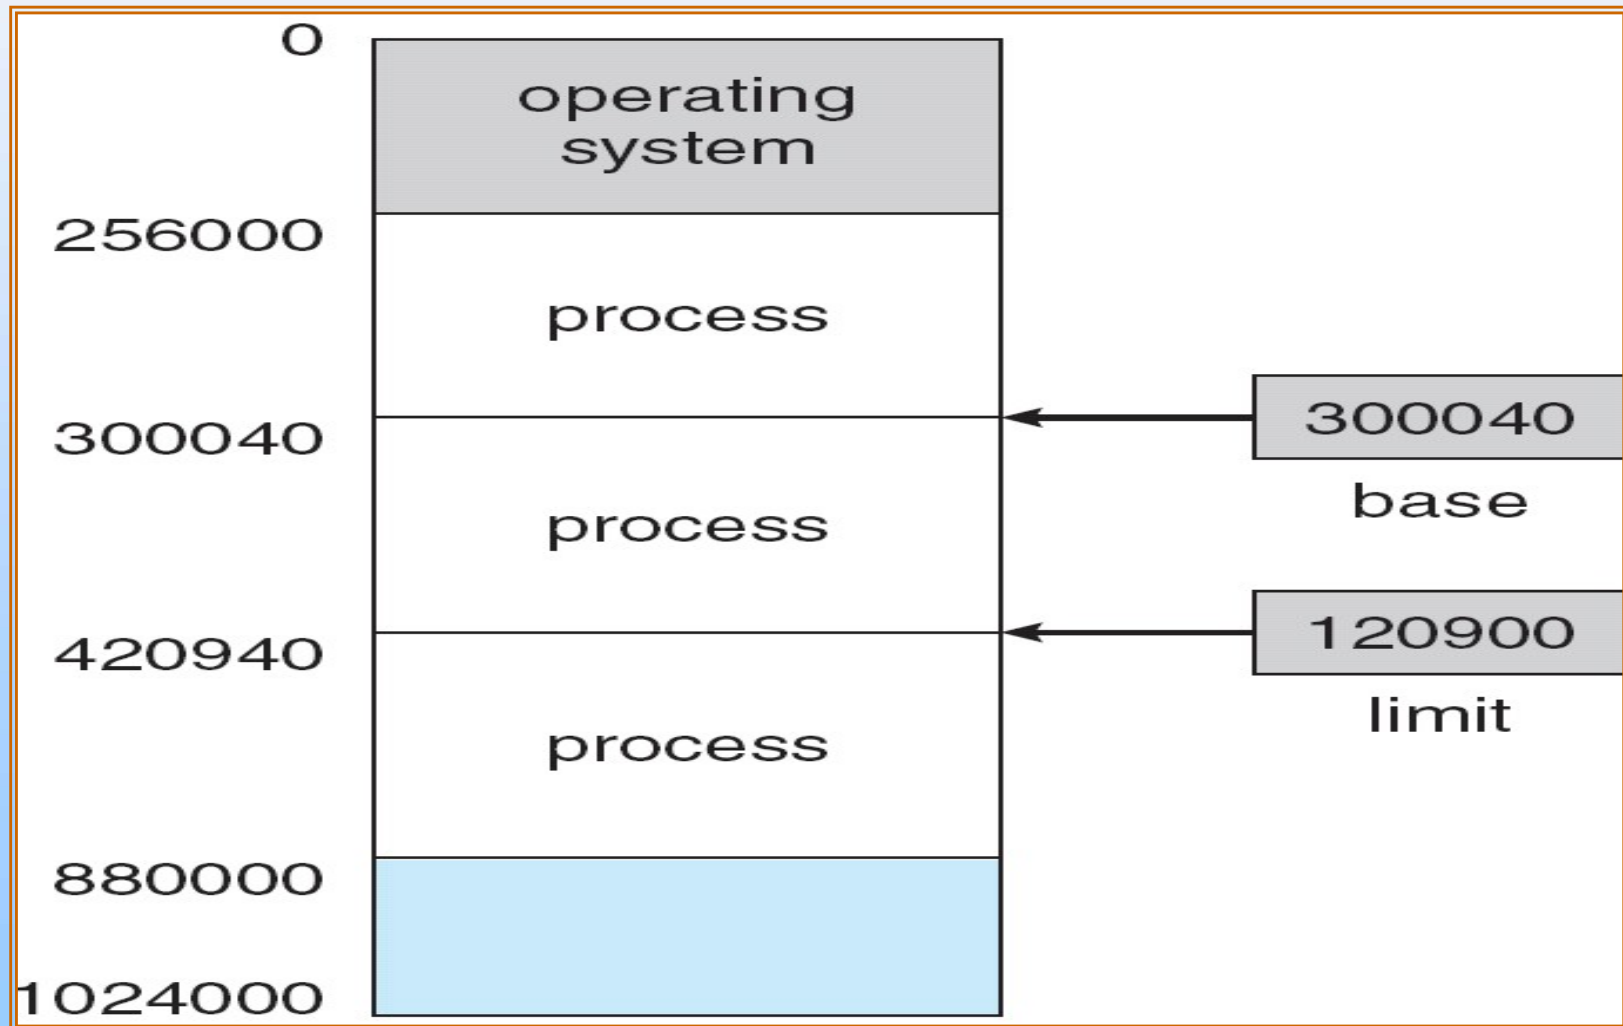 0
operating
system
256000
process
300040
300040
base
process
420940
120900
limit
process
880000
1024000